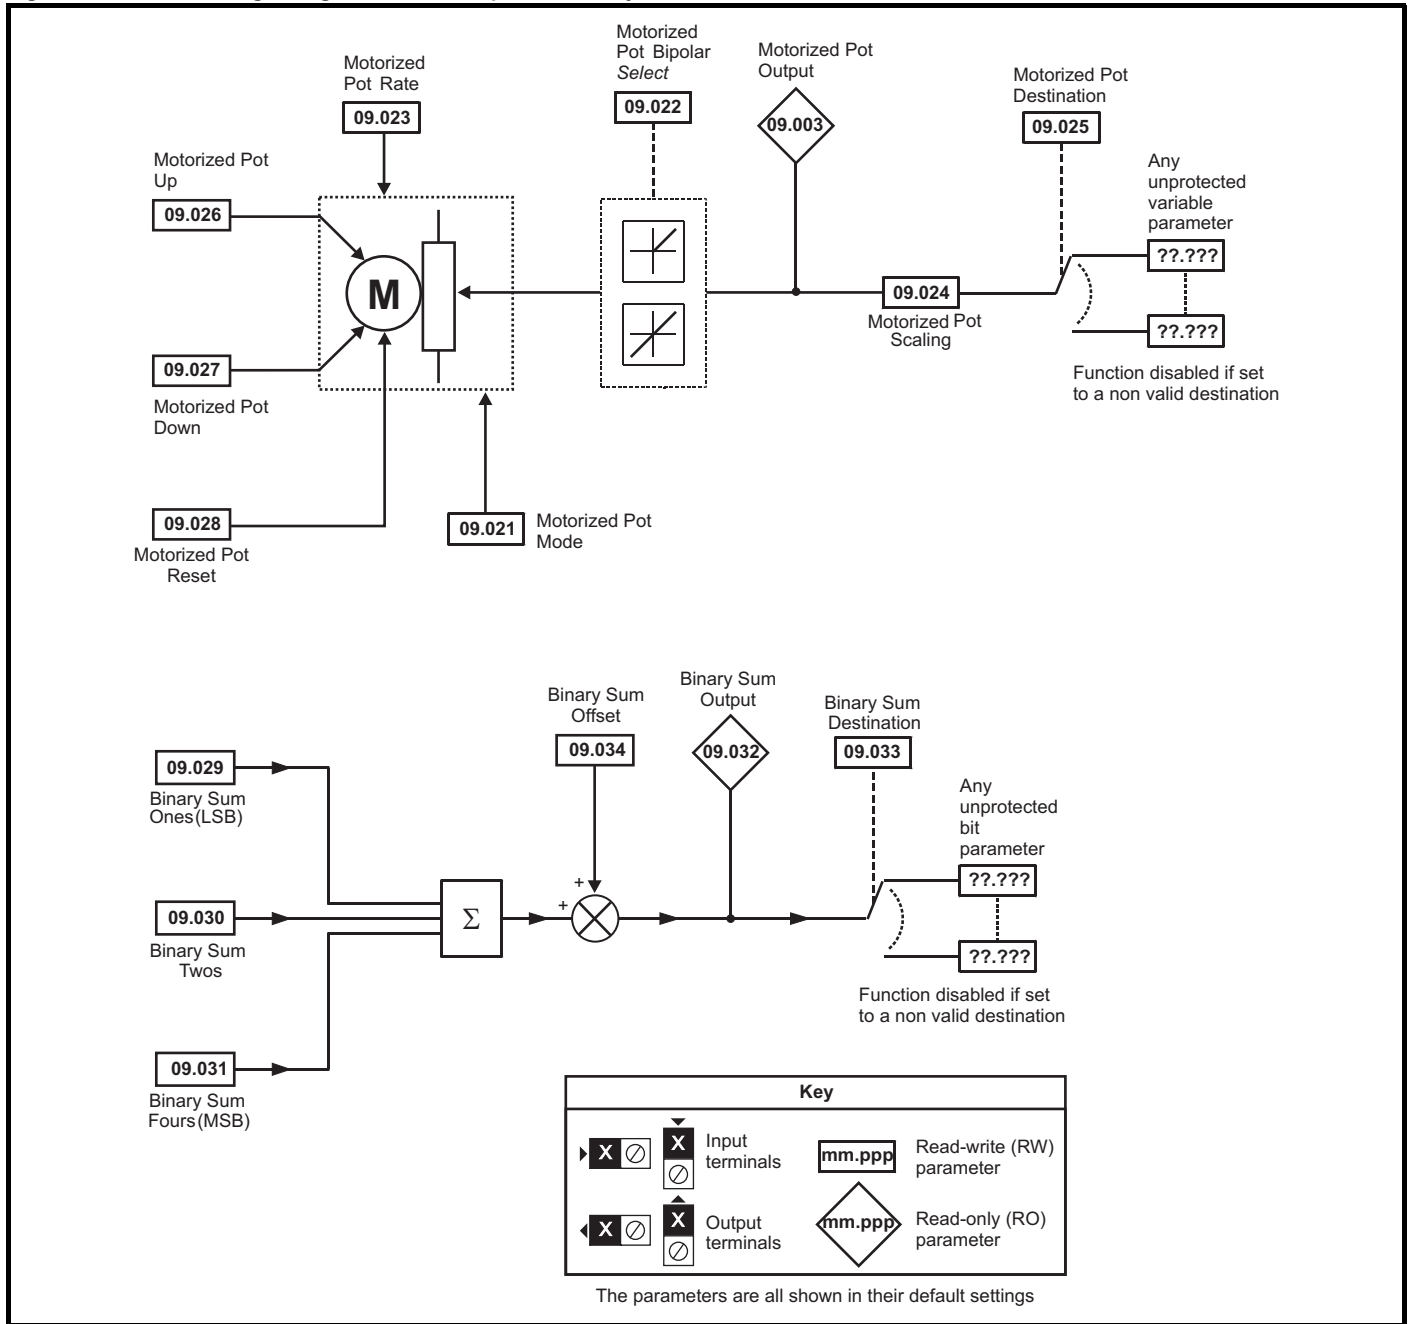 Motorized
Pot Rate
09.023
Motorized
Pot Bipolar
Select
09.022
Motorized Pot
Output
09.003
Motorized Pot
Destination
09.025
Motorized Pot
Up
09.026
Any
unprotected
variable
parameter
??.???
??.???
M
09.024
Motorized Pot
Scaling
09.027
Motorized Pot
Down
Function disabled if set
to a non valid destination
09.028
Motorized Pot
Reset
09.021
Motorized Pot
Mode
Binary Sum
Offset
09.034
Binary Sum
Output
09.032
Binary Sum
Destination
09.033
09.029
Binary Sum
Ones(LSB)
Any
unprotected
bit
parameter
??.???
??.???
+
+
Σ
09.030
Binary Sum
Twos
Function disabled if set
to a non valid destination
09.031
Binary Sum
Fours(MSB)
Key
X
X
Input
terminals
mm.ppp
Read-write (RW)
parameter
X
X
Output
terminals
mm.ppp
Read-only (RO)
parameter
The parameters are all shown in their default settings